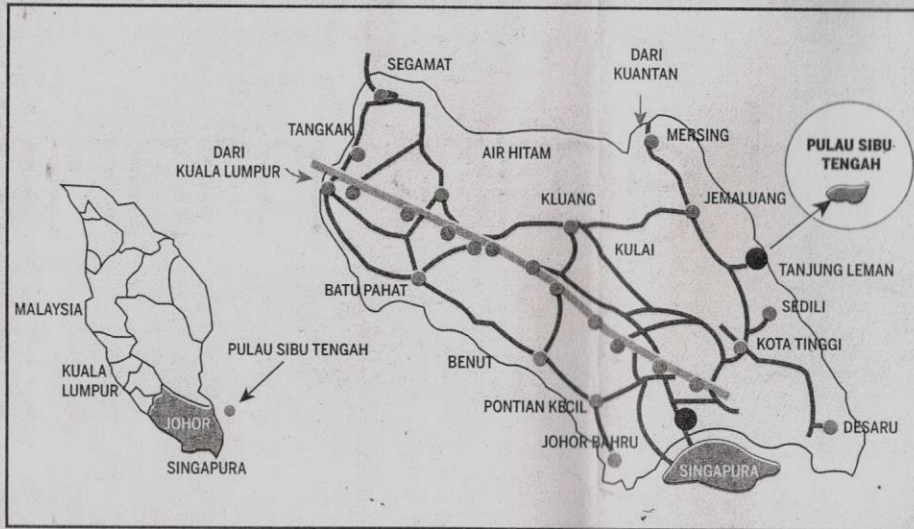 SEGAMAT
DARI
KUANTAN
TANGKAK
MERSING
AIR HITAM
DARI
KUALA LUMPUR
PULAU SIBU-
TENGAH
KLUANG
JEMALUANG
KULAI
TANJUNG LEMAN
BATU PAHAT
SEDILI
MALAYSIA
PULAU SIBU TENGAH
BENUT
KOTA TINGGI
KUALA
LUMPUR
PONTIAN KECIL
JOHOR
JOHOR BAHRU
DESARU
SINGAPURA
SINGAPURA